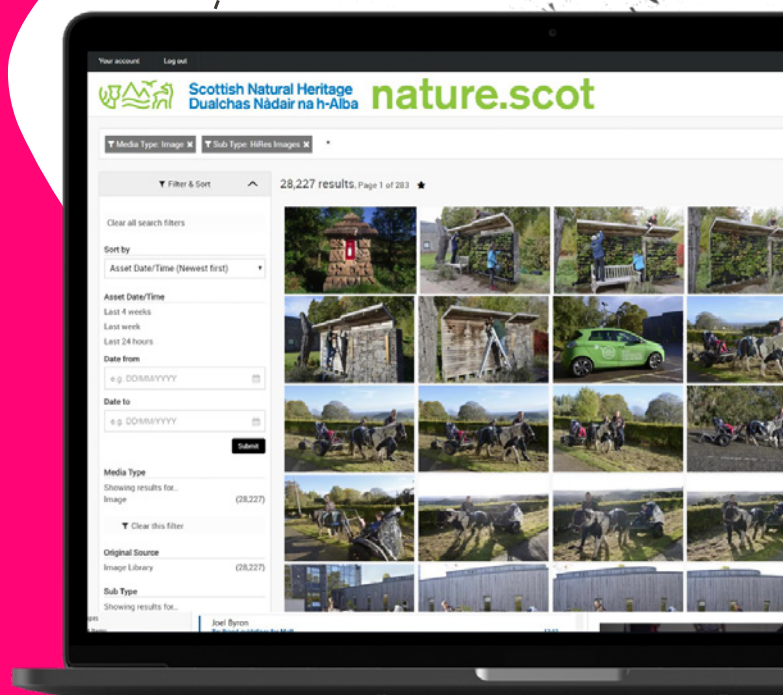 Your account Log out
Scottish Natural Heritage
Dualchas Nàdair na h-Alba
nature.scot
Media Type: Image ✖ Sub Type: HiRes Images ✖
Filter & Sort
28,227 results, Page 1 of 283
Clear all search filters
Sort by
Asset Date/Time (Newest first)
Asset Date/Time
Last 4 weeks
Last week
Last 24 hours
Date from
e.g. DD/MM/YYYY
Date to
e.g. DD/MM/YYYY
Submit
Media Type
Showing results for...
Image (28,227)
Clear this filter
Original Source
Image Library (28,227)
Sub Type
Showing results for...
Joel Byron